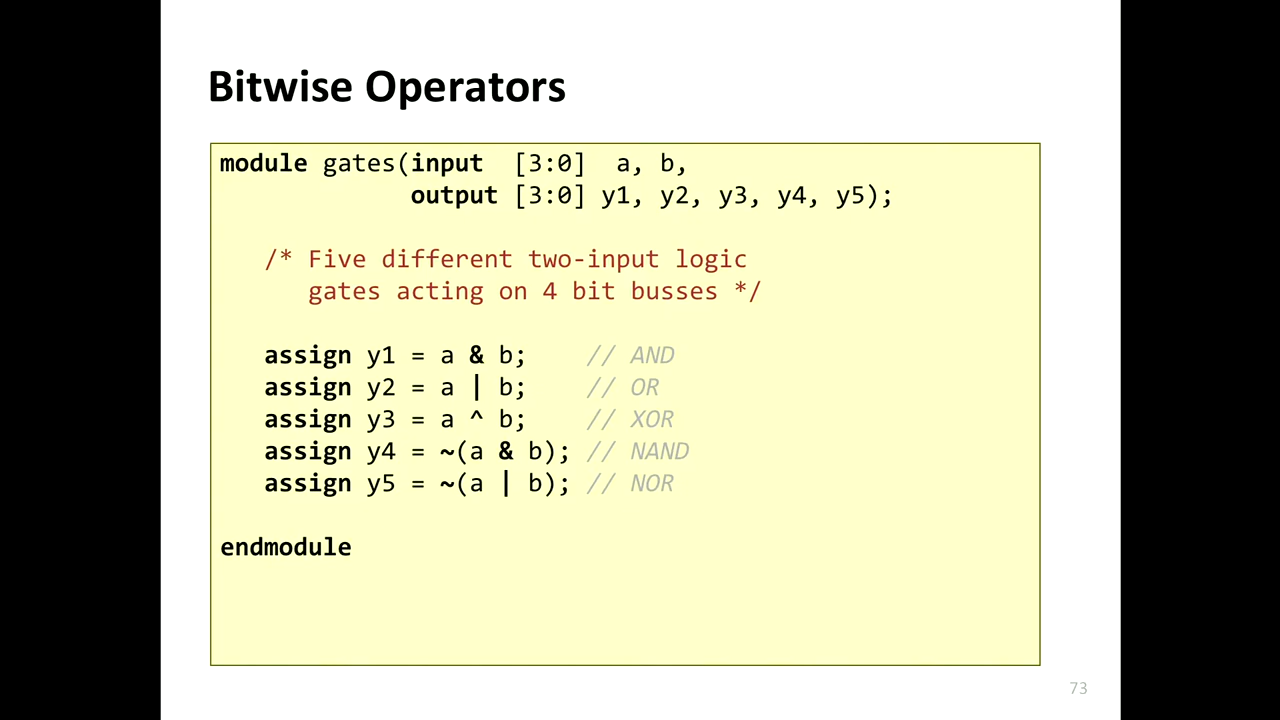 Bitwise Operators
module gates(input  [3:0]  a, b,
             output [3:0] y1, y2, y3, y4, y5);
   /* Five different two-input logic
      gates acting on 4 bit busses */
   assign y1 = a & b;    // AND
   assign y2 = a | b;    // OR
   assign y3 = a ^ b;    // XOR
   assign y4 = ~(a & b); // NAND
   assign y5 = ~(a | b); // NOR
endmodule
73